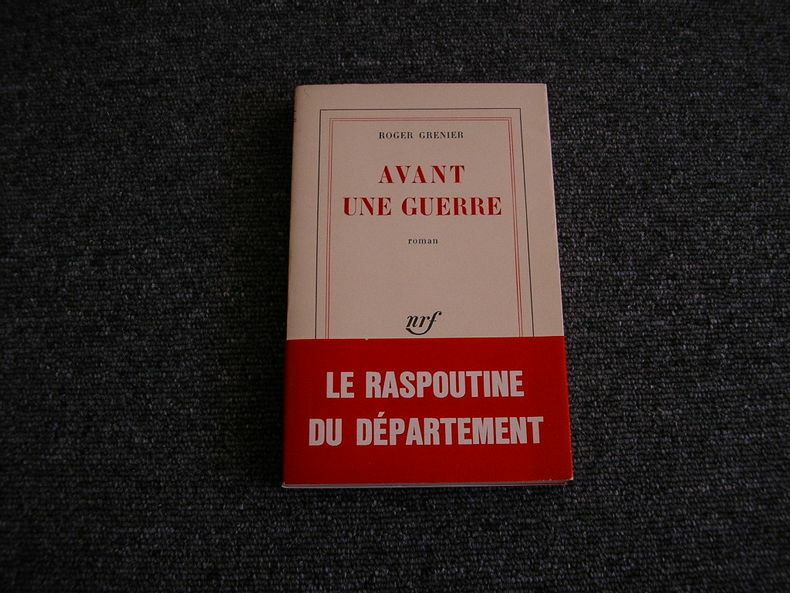 ROGER GRENIER
AVANT
UNE GUERRE
roman
nrf
LE RASPOUTINE
DU DÉPARTEMENT